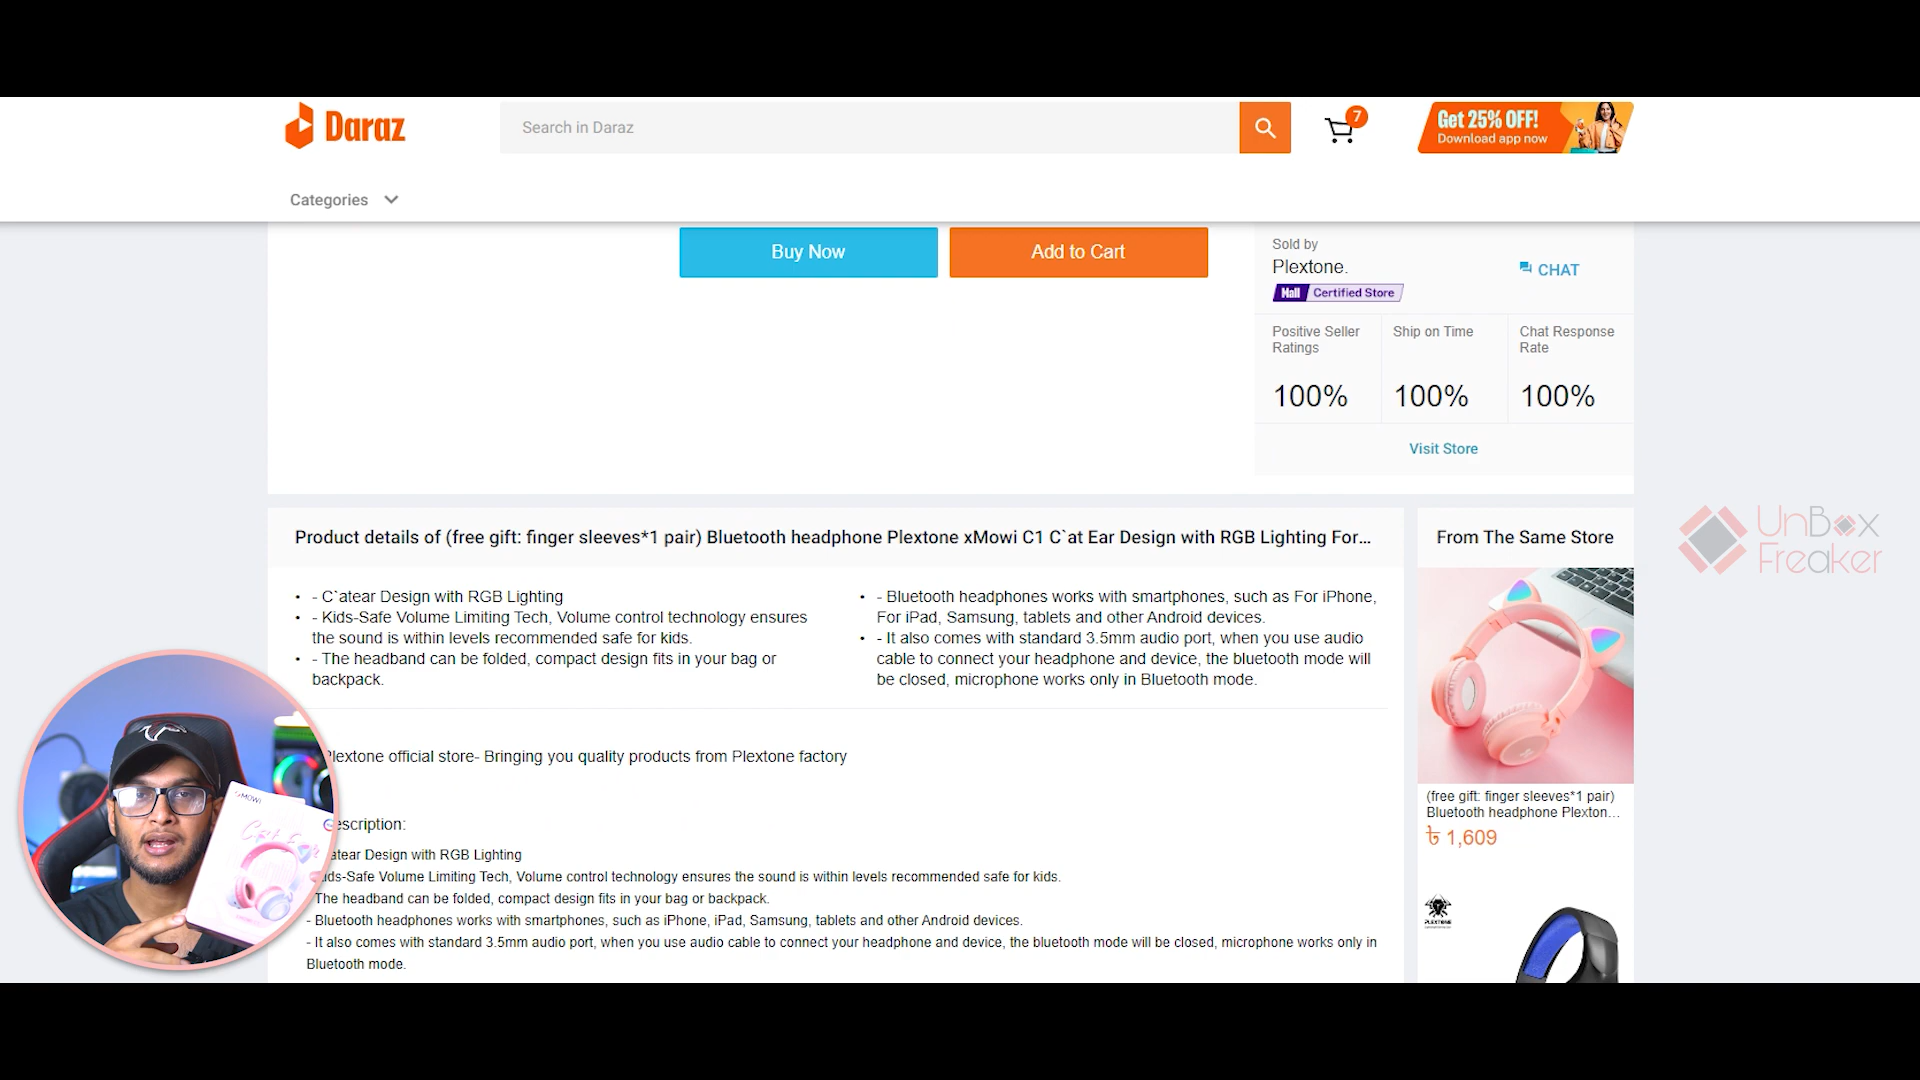 Daraz
Search in Daraz
7
Get 25% OFF!
Download app now
Categories
Buy Now
Add to Cart
Sold by
Plextone.
CHAT
Mall Certified Store
Positive Seller
Ratings
Ship on Time
Chat Response
Rate
100%
100%
100%
Visit Store
Product details of (free gift: finger sleeves*1 pair) Bluetooth headphone Plextone xMowi C1 C`at Ear Design with RGB Lighting For...
• - C`atear Design with RGB Lighting
• - Kids-Safe Volume Limiting Tech, Volume control technology ensures
the sound is within levels recommended safe for kids.
• - The headband can be folded, compact design fits in your bag or
backpack.
• - Bluetooth headphones works with smartphones, such as For iPhone,
For iPad, Samsung, tablets and other Android devices.
• - It also comes with standard 3.5mm audio port, when you use audio
cable to connect your headphone and device, the bluetooth mode will
be closed, microphone works only in Bluetooth mode.
Plextone official store- Bringing you quality products from Plextone factory
escription:
atear Design with RGB Lighting
ids-Safe Volume Limiting Tech, Volume control technology ensures the sound is within levels recommended safe for kids.
The headband can be folded, compact design fits in your bag or backpack.
- Bluetooth headphones works with smartphones, such as iPhone, iPad, Samsung, tablets and other Android devices.
- It also comes with standard 3.5mm audio port, when you use audio cable to connect your headphone and device, the bluetooth mode will be closed, microphone works only in
Bluetooth mode.
From The Same Store
(free gift: finger sleeves*1 pair)
Bluetooth headphone Plexton...
৳ 1,609
PLEXTONE
UnBox
Freaker
MOWI
Cat Ear